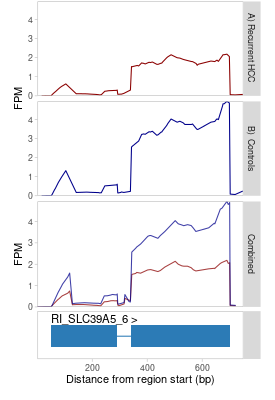 4
3
2
1
0
FPM
A) Recurrent HCC
4
3
2
1
0
FPM
B) Controls
4
3
2
1
0
FPM
Combined
RI_SLC39A5_6 >
200 400 600
Distance from region start (bp)